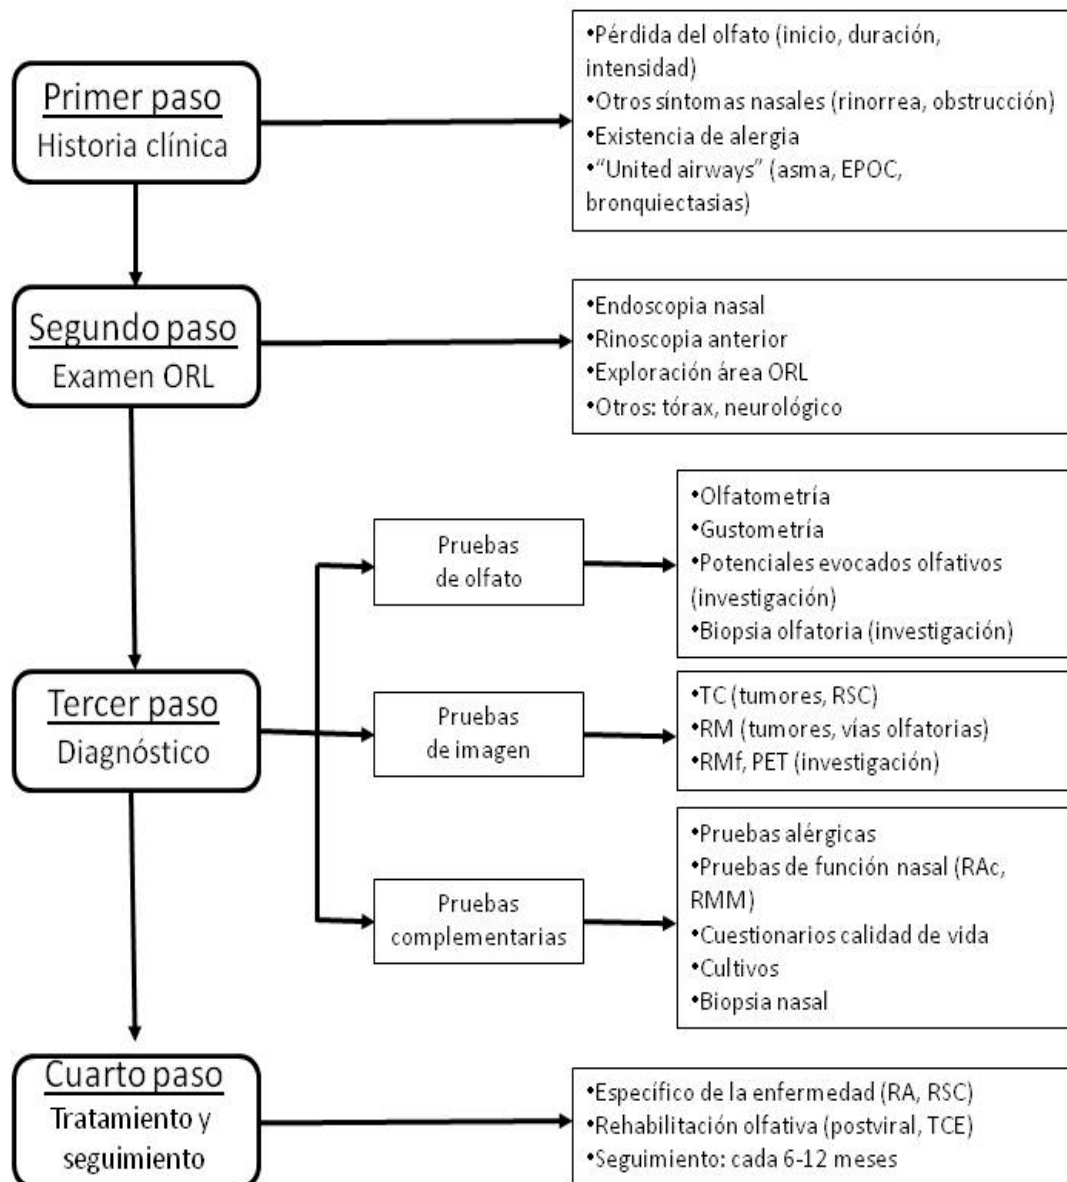 Primer paso
Historia clínica
•Pérdida del olfato (inicio, duración,
intensidad)
•Otros síntomas nasales (rinorrea, obstrucción)
•Existencia de alergia
•“United airways” (asma, EPOC,
bronquiectasias)
Segundo paso
Examen ORL
•Endoscopia nasal
•Rinoscopia anterior
•Exploración área ORL
•Otros: tórax, neurológico
Tercer paso
Diagnóstico
Pruebas
de olfato
•Olfatometría
•Gustometría
•Potenciales evocados olfativos
(investigación)
•Biopsia olfatoria (investigación)
Pruebas
de imagen
•TC (tumores, RSC)
•RM (tumores, vías olfatorias)
•RMf, PET (investigación)
Pruebas
complementarias
•Pruebas alérgicas
•Pruebas de función nasal (RAc,
RMM)
•Cuestionarios calidad de vida
•Cultivos
•Biopsia nasal
Cuarto paso
Tratamiento y
seguimiento
•Específico de la enfermedad (RA, RSC)
•Rehabilitación olfativa (postviral, TCE)
•Seguimiento: cada 6-12 meses